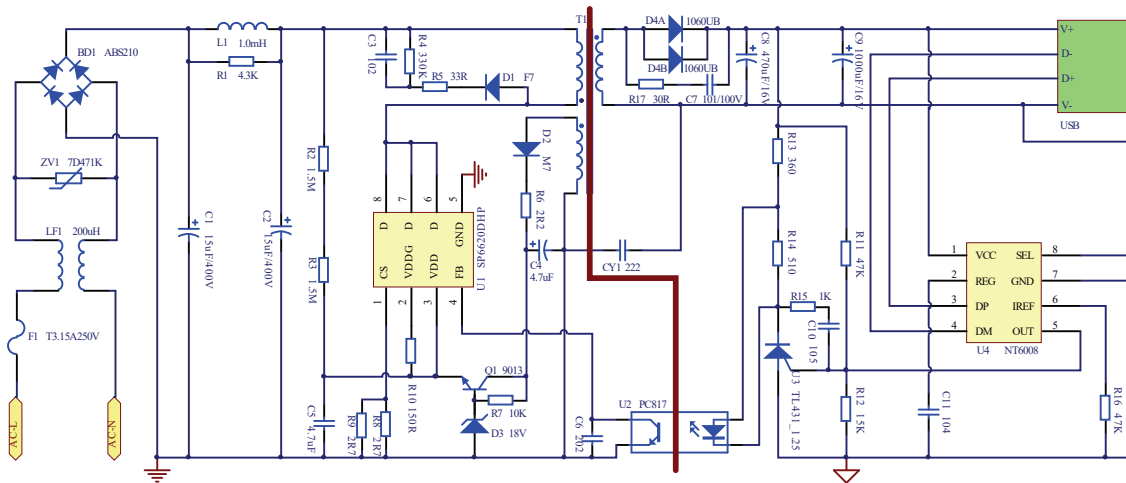 BD1 ABS210
L1 1.0mH
R1 4.3K
C3 102
R4 330K
R5 33R
D1 F7
T1
D4A 1060UB
D4B 1060UB
R17 30R
C7 101/100V
C8 470uF/16V
C9 1000uF/16V
V+
D-
D+
V-
USB
ZV1 7D471K
LF1 200uH
F1 T3.15A250V
AC-L
AC-N
C1 15uF/400V
C2 15uF/400V
R2 1.5M
R3 1.5M
C5 4.7uF
8 7 6 5
D D D GND
CS VDDG VDD FB
1 2 3 4
U1 SP6620DHP
D2 M7
R6 2R2
C4 4.7uF
CY1 222
R10 150R
R9 2R7
R8 2R7
Q1 9013
R7 10K
D3 18V
C6 202
U2 PC817
R13 360
R14 510
R11 47K
R15 1K
C10 105
U3 TL431_1.25
R12 15K
C11 104
1 VCC SEL 8
2 REG GND 7
3 DP IREF 6
4 DM OUT 5
U4 NT6008
R16 47K